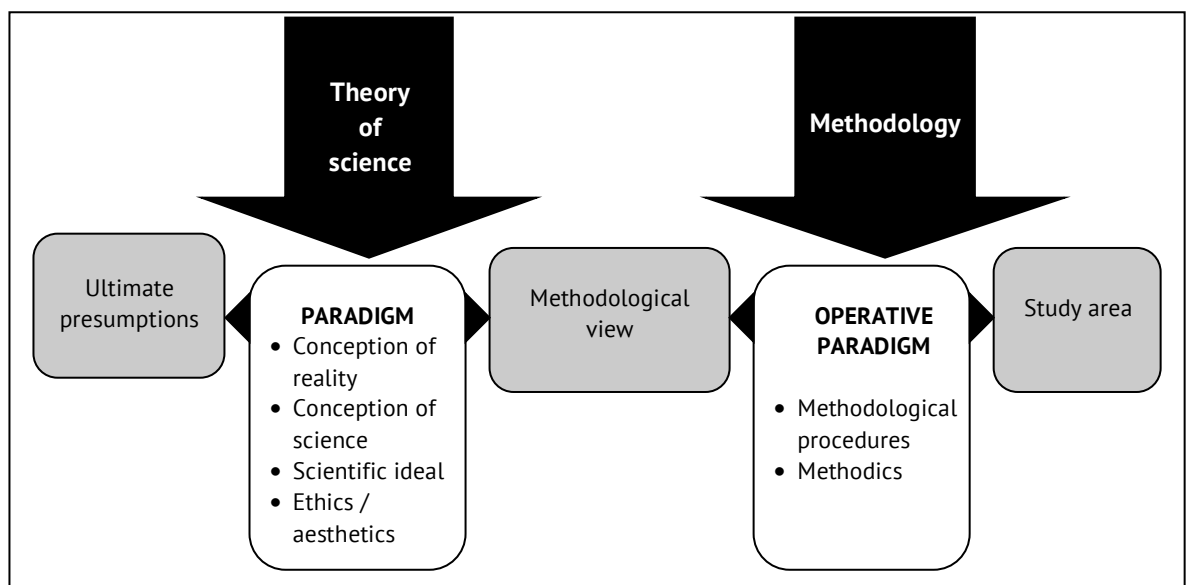 Theory
of
science
Methodology
Ultimate
presumptions
PARADIGM
• Conception of
reality
• Conception of
science
• Scientific ideal
• Ethics /
aesthetics
Methodological
view
OPERATIVE
PARADIGM
• Methodological
procedures
• Methodics
Study area